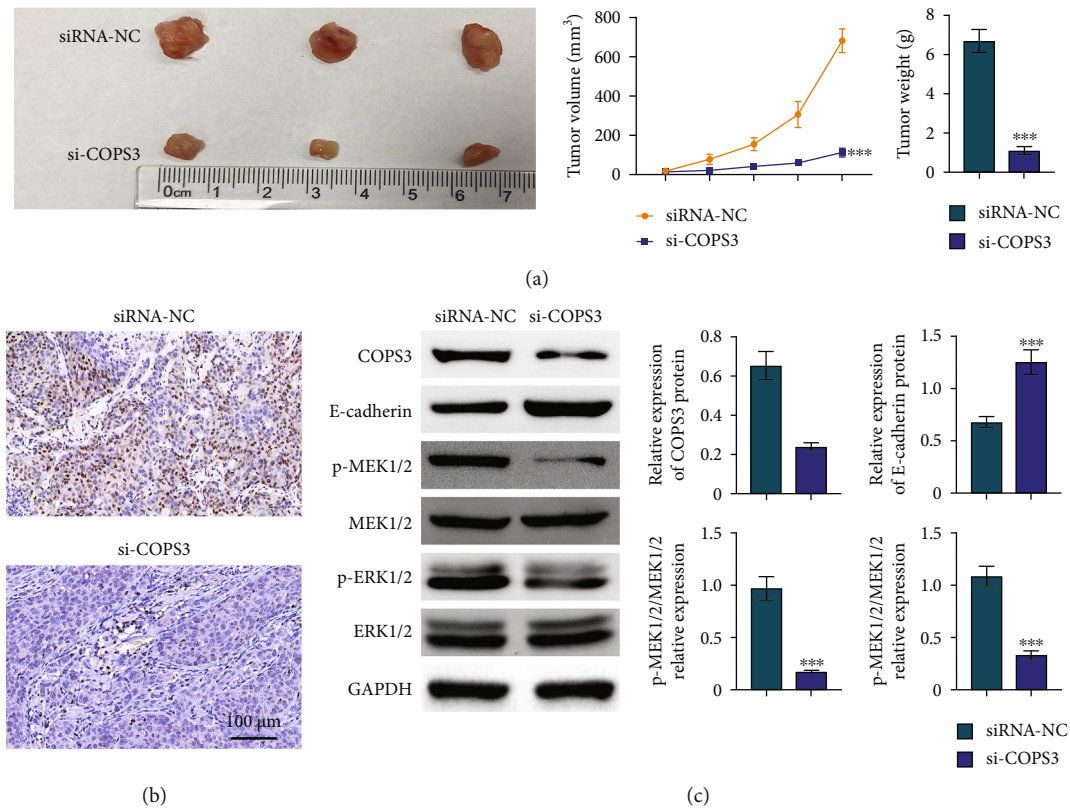 siRNA-NC
si-COPS3
0cm 1 2 3 4 5 6 7
Tumor volume (mm3)
800
600
400
200
0
***
siRNA-NC
si-COPS3
Tumor weight (g)
8
6
4
2
0
***
siRNA-NC
si-COPS3
(a)
siRNA-NC
si-COPS3
100 μm
(b)
siRNA-NC si-COPS3
COPS3
E-cadherin
p-MEK1/2
MEK1/2
p-ERK1/2
ERK1/2
GAPDH
Relative expression
of COPS3 protein
0.6
0.4
0.2
0
Relative expression
of E-cadherin protein
1.5
1.0
0.5
0
***
p-MEK1/2/MEK1/2
relative expression
1.5
1.0
0.5
0
***
p-MEK1/2/MEK1/2
relative expression
1.5
1.0
0.5
0
***
siRNA-NC
si-COPS3
(c)